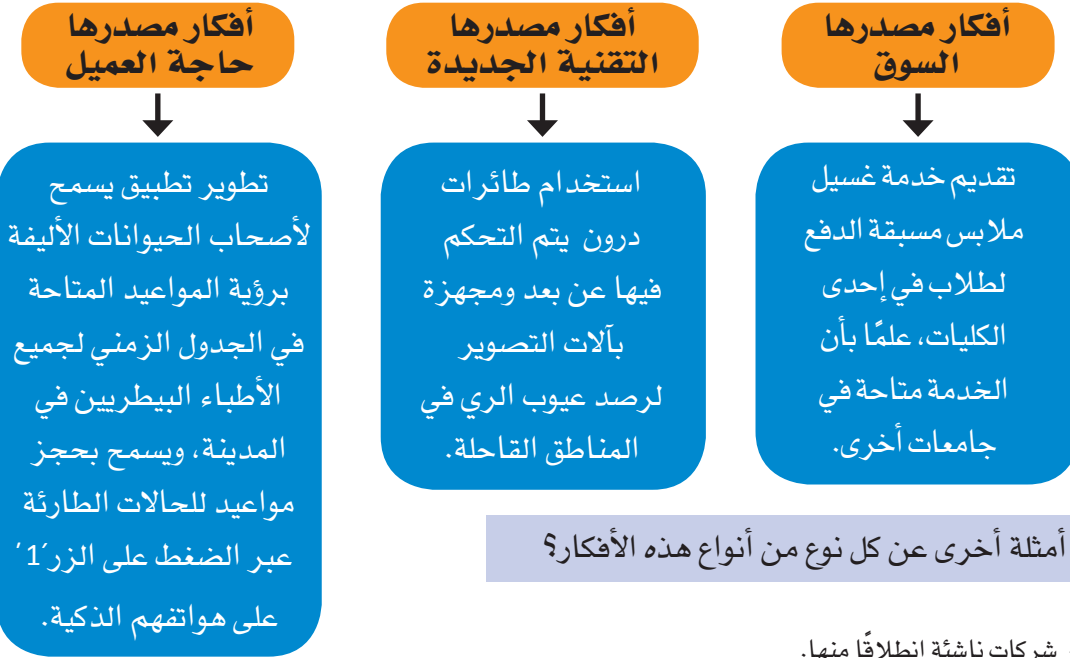 أفكار مصدرها
السوق
تقديم خدمة غسيل
ملابس مسبقة الدفع
لطلاب في إحدى
الكليات، علمًا بأن
الخدمة متاحة في
جامعات أخرى.
أفكار مصدرها
التقنية الجديدة
استخدام طائرات
درون يتم التحكم
فيها عن بعد ومجهزة
بآلات التصوير
لرصد عيوب الري في
المناطق القاحلة.
أفكار مصدرها
حاجة العميل
تطوير تطبيق يسمح
لأصحاب الحيوانات الأليفة
برؤية المواعيد المتاحة
في الجدول الزمني لجميع
الأطباء البيطريين في
المدينة، ويسمح بحجز
مواعيد للحالات الطارئة
عبر الضغط على الزر '1'
على هواتفهم الذكية.
أمثلة أخرى عن كل نوع من أنواع هذه الأفكار؟
شركات ناشئة انطلاقًا منها.